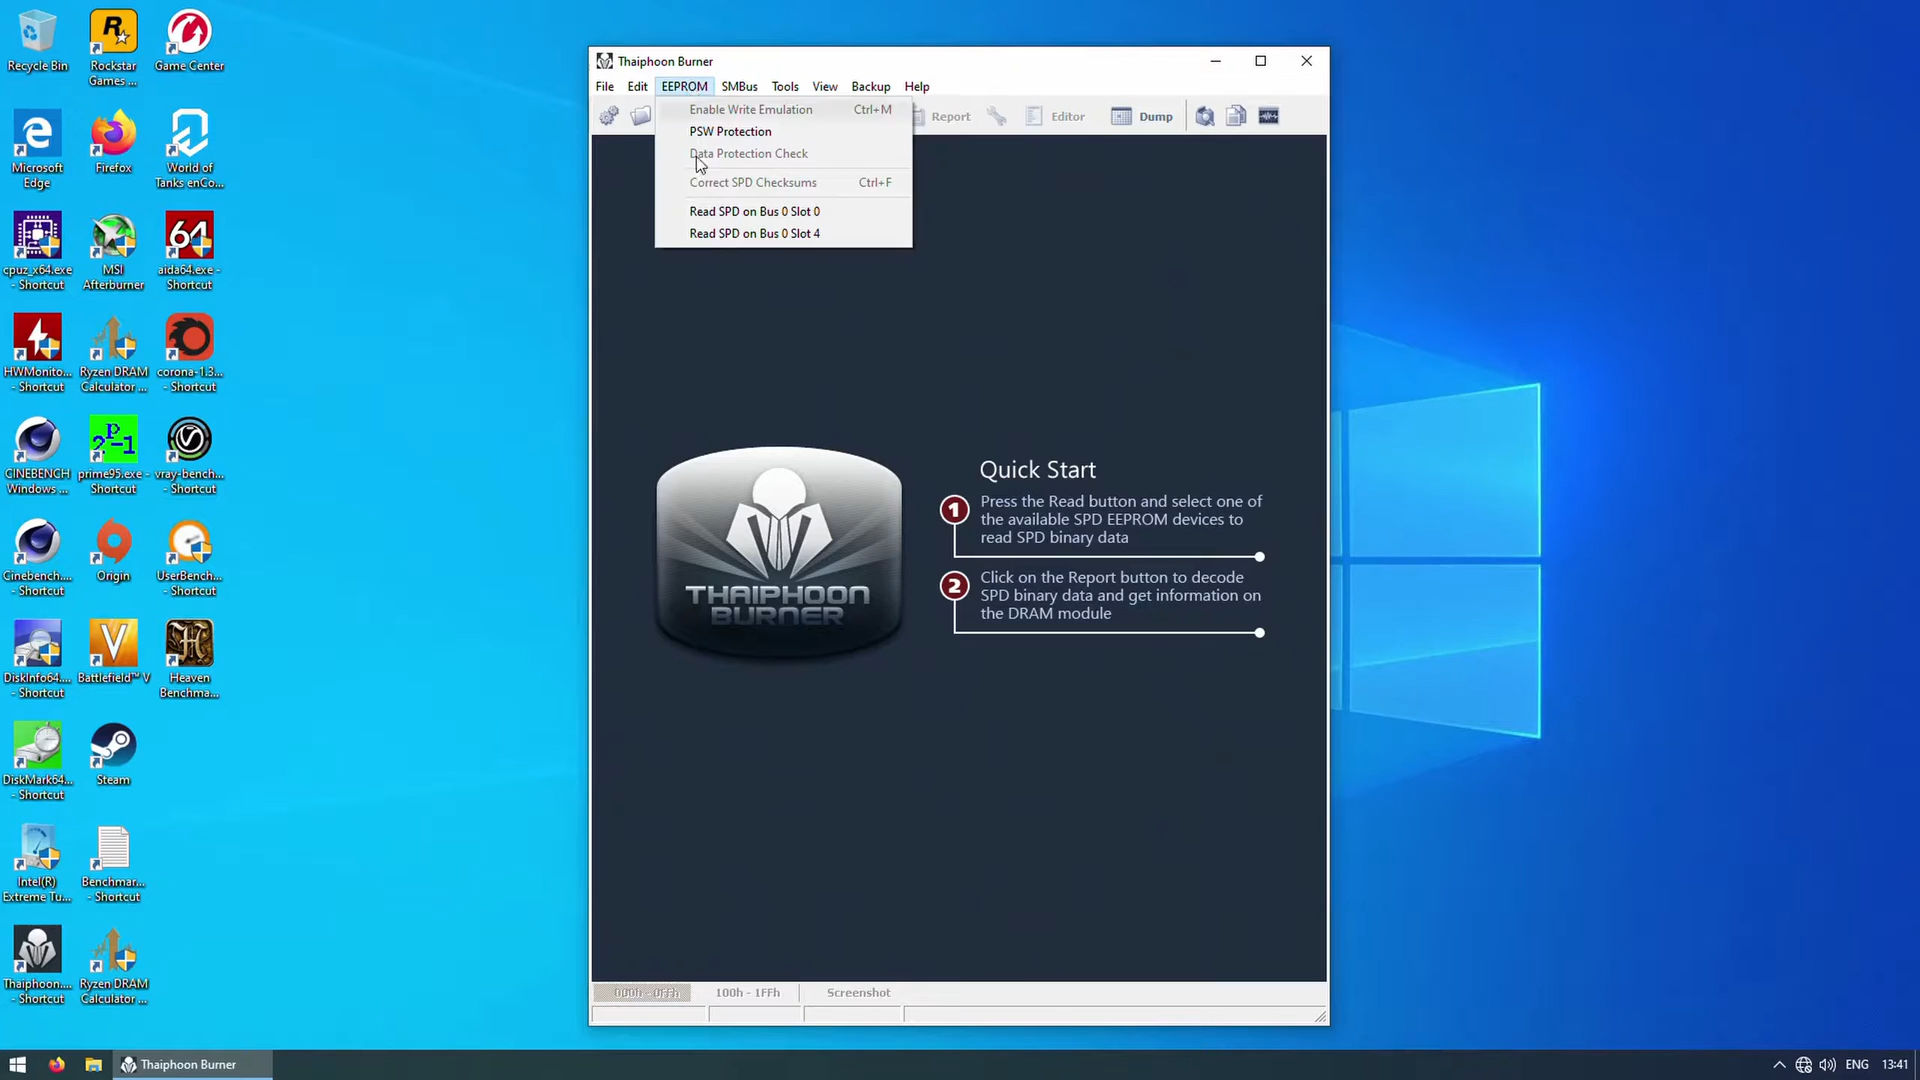 Recycle Bin
Rockstar
Games ...
Game Center
Microsoft
Edge
Firefox
World of
Tanks enCo...
cpuz_x64.exe
- Shortcut
MSI
Afterburner
64
aida64.exe -
Shortcut
HWMonito...
- Shortcut
Ryzen DRAM
Calculator ...
corona-1.3...
- Shortcut
CINEBENCH
Windows ...
prime95.exe -
Shortcut
vray-bench...
- Shortcut
Cinebench....
- Shortcut
Origin
UserBench...
- Shortcut
DiskInfo64....
- Shortcut
Battlefield™ V
Heaven
Benchma...
DiskMark64...
- Shortcut
Steam
Intel(R)
Extreme Tu...
Benchmar...
- Shortcut
Thaiphoon....
- Shortcut
Ryzen DRAM
Calculator ...
Thaiphoon Burner
File Edit EEPROM SMBus Tools View Backup Help
Report Editor Dump
Enable Write Emulation Ctrl+M
PSW Protection
Data Protection Check
Correct SPD Checksums Ctrl+F
Read SPD on Bus 0 Slot 0
Read SPD on Bus 0 Slot 4
THAIPHOON
BURNER
Quick Start
1 Press the Read button and select one of
the available SPD EEPROM devices to
read SPD binary data
2 Click on the Report button to decode
SPD binary data and get information on
the DRAM module
000h - 0FFh 100h - 1FFh Screenshot
Thaiphoon Burner
ENG 13:41